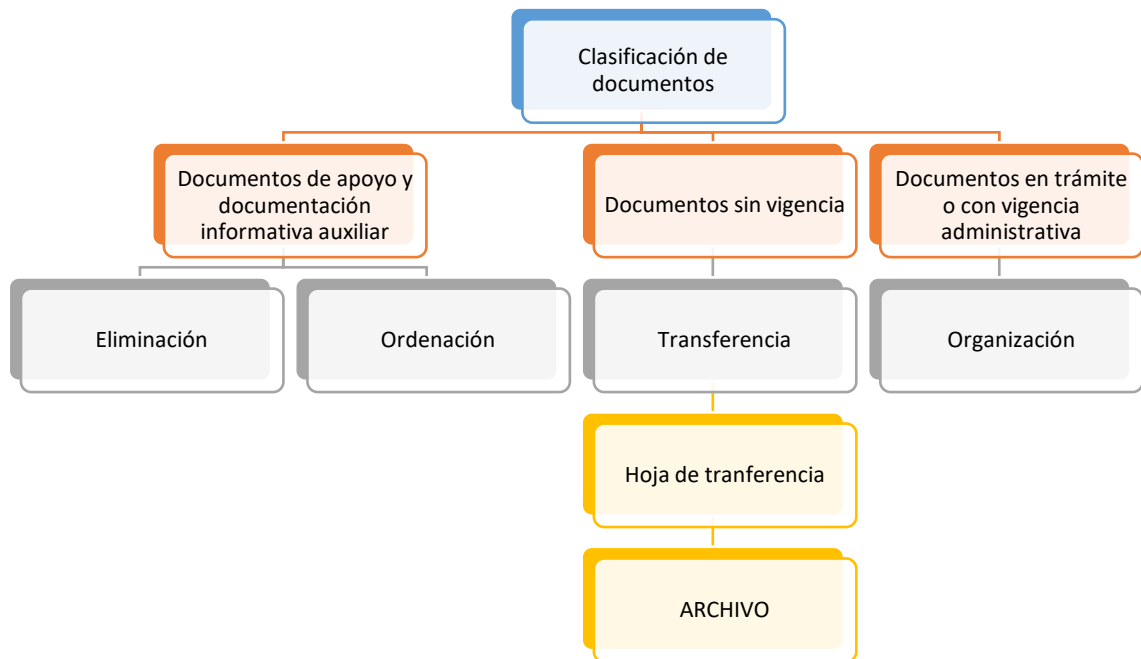 Clasificación de
documentos
Documentos de apoyo y
documentación
informativa auxiliar
Documentos sin vigencia
Documentos en trámite
o con vigencia
administrativa
Eliminación
Ordenación
Transferencia
Organización
Hoja de tranferencia
ARCHIVO